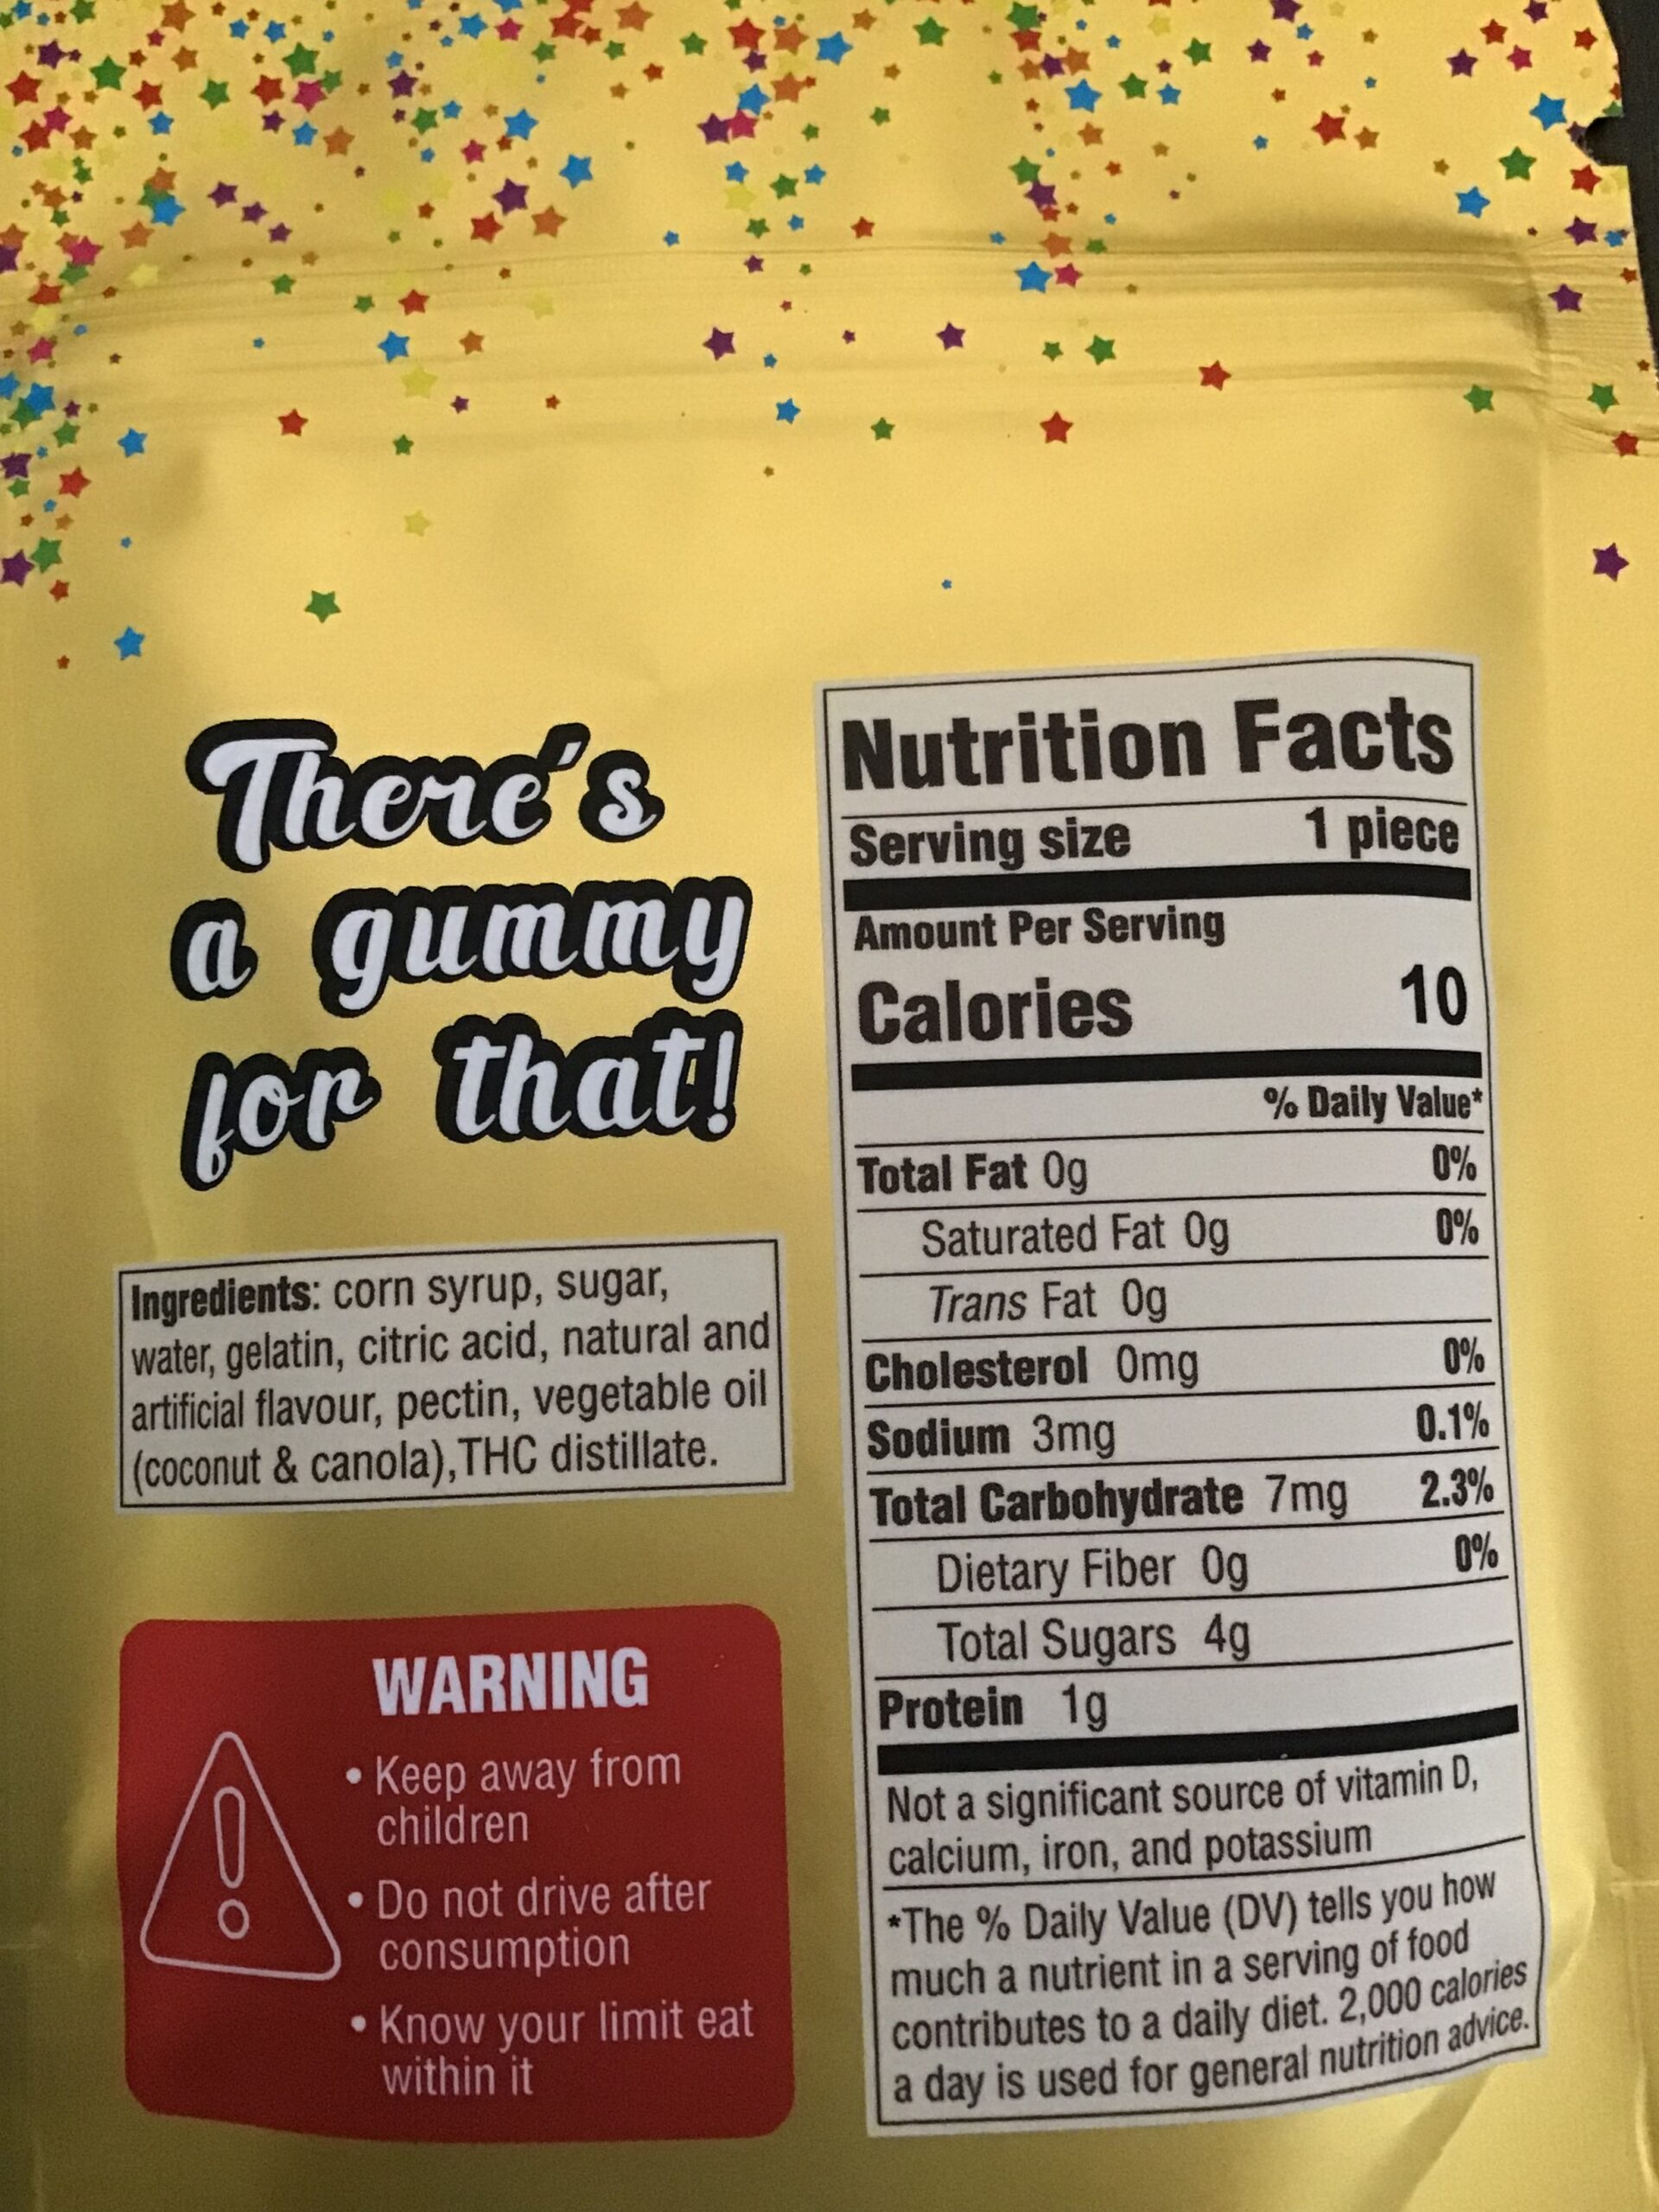 There's
a gummy
for that!
Ingredients: corn syrup, sugar,
water, gelatin, citric acid, natural and
artificial flavour, pectin, vegetable oil
(coconut & canola),THC distillate.
WARNING
• Keep away from
children
• Do not drive after
consumption
• Know your limit eat
within it
Nutrition Facts
Serving size 1 piece
Amount Per Serving
Calories 10
% Daily Value*
Total Fat 0g 0%
Saturated Fat 0g 0%
Trans Fat 0g
Cholesterol 0mg 0%
Sodium 3mg 0.1%
Total Carbohydrate 7mg 2.3%
Dietary Fiber 0g 0%
Total Sugars 4g
Protein 1g
Not a significant source of vitamin D,
calcium, iron, and potassium
*The % Daily Value (DV) tells you how
much a nutrient in a serving of food
contributes to a daily diet. 2,000 calories
a day is used for general nutrition advice.